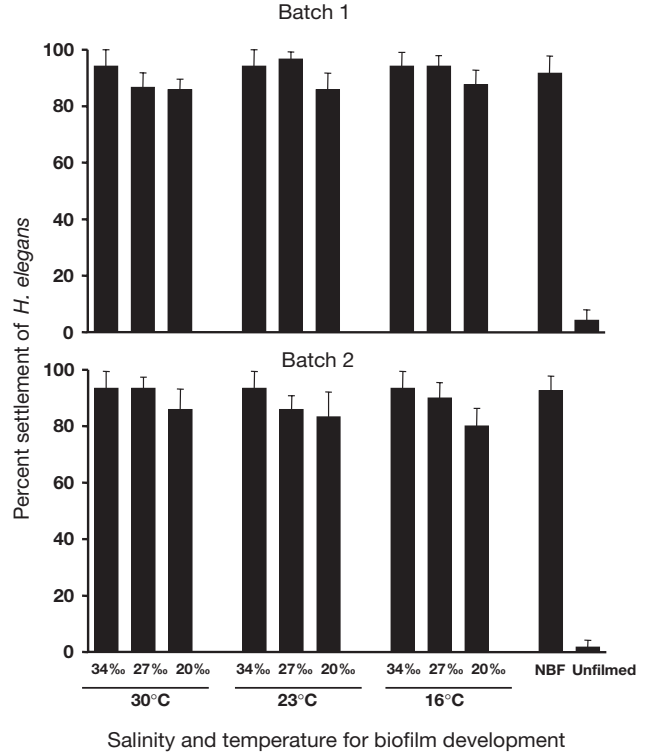 Batch 1
100
80
60
40
20
0
Batch 2
100
80
60
40
20
0
Percent settlement of H. elegans
34‰ 27‰ 20‰ 34‰ 27‰ 20‰ 34‰ 27‰ 20‰ NBF Unfilmed
30°C 23°C 16°C
Salinity and temperature for biofilm development